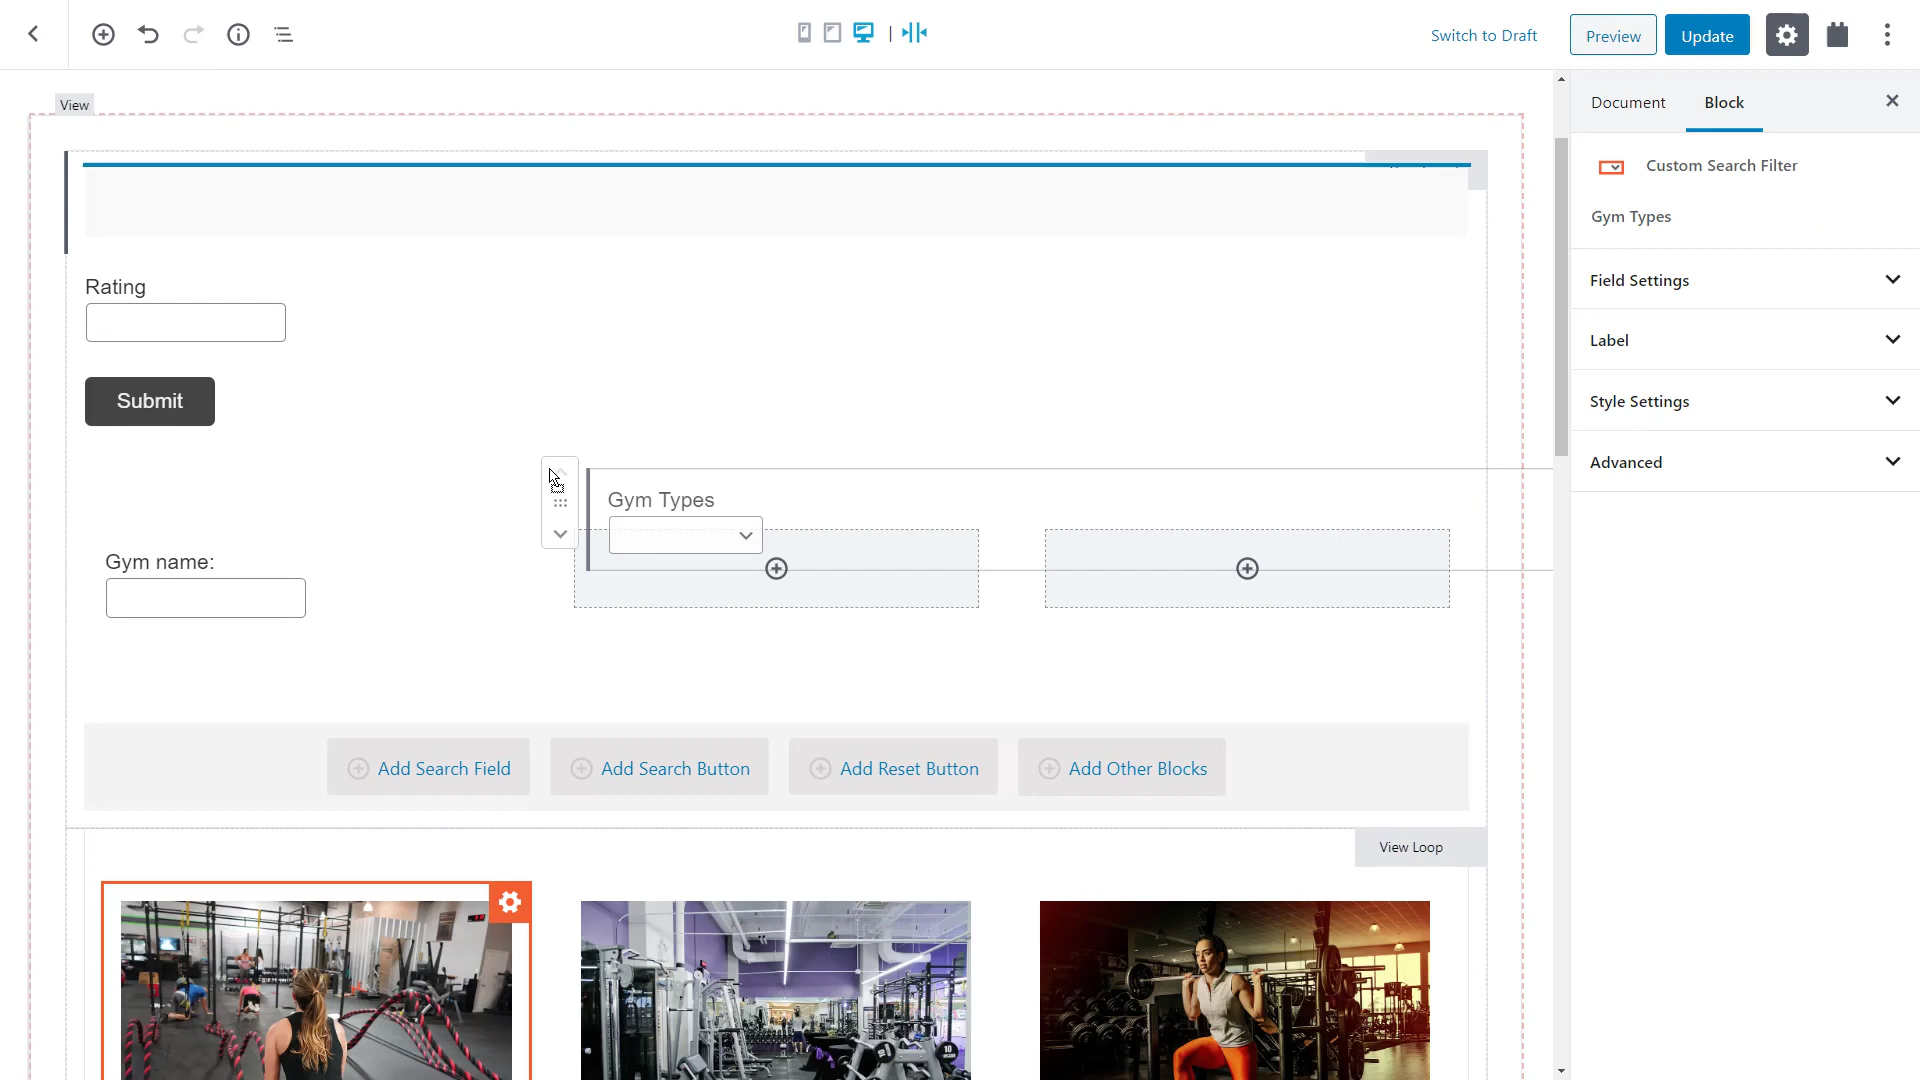 Switch to Draft
Preview
Update
View
Document
Block
Custom Search Filter
Gym Types
Field Settings
Label
Style Settings
Advanced
Rating
Submit
Gym Types
Gym name:
Add Search Field
Add Search Button
Add Reset Button
Add Other Blocks
View Loop